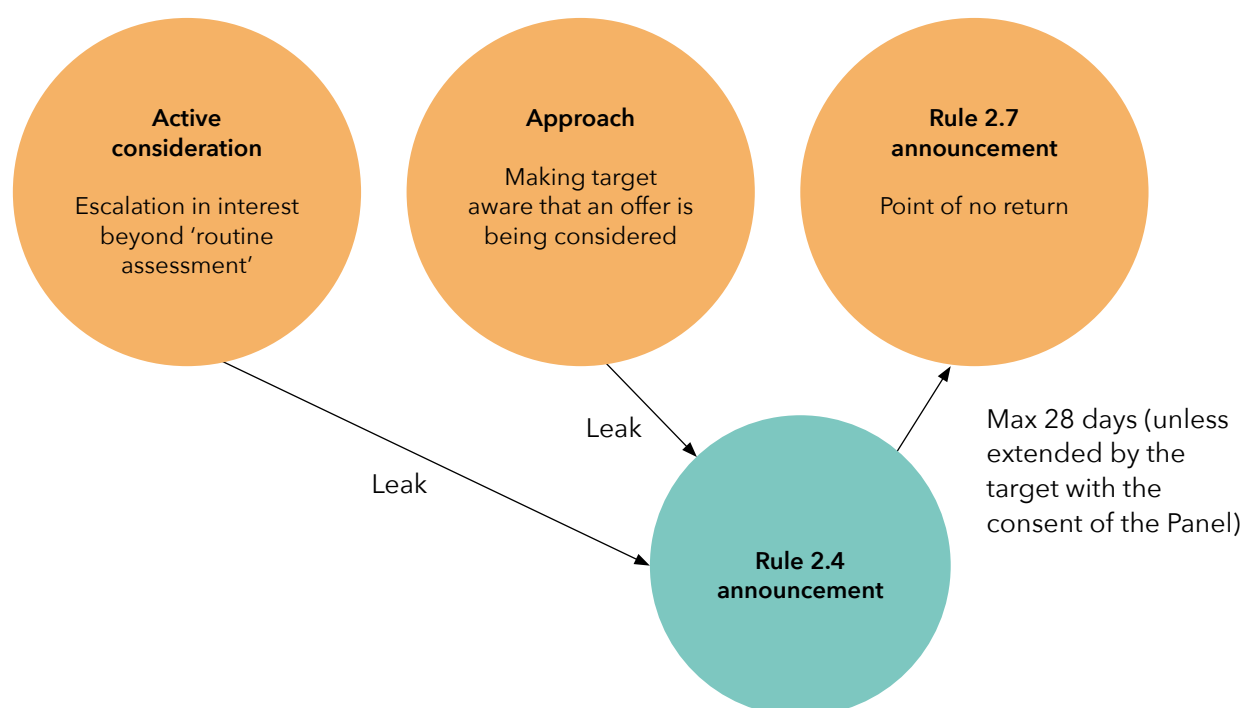 Active
consideration
Escalation in interest
beyond ‘routine
assessment’
Approach
Making target
aware that an offer is
being considered
Rule 2.7
announcement
Point of no return
Leak
Leak
Max 28 days (unless
extended by the
target with the
consent of the Panel)
Rule 2.4
announcement